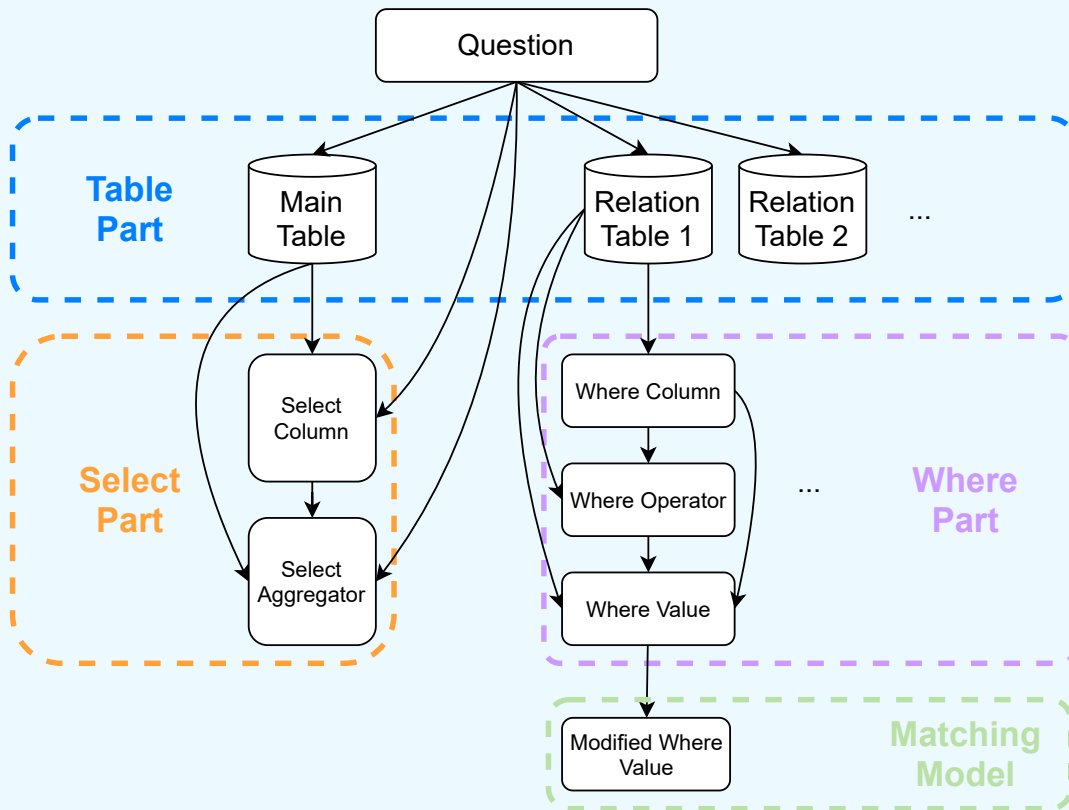 Question
Table
Part
Main
Table
Relation
Table 1
Relation
Table 2
...
Select
Part
Select
Column
Select
Aggregator
Where Column
Where Operator
Where Value
...
Where
Part
Modified Where
Value
Matching
Model